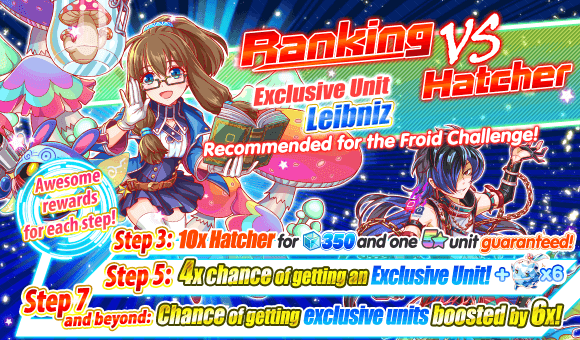 Ranking VS
Hatcher
Exclusive Unit
Leibniz
Recommended for the Froid Challenge!
Awesome
rewards
for each step!
Step 3: 10x Hatcher for 350 and one 5★ unit guaranteed!
Step 5: 4x chance of getting an Exclusive Unit! + x6
Step 7
and beyond: Chance of getting exclusive units boosted by 6x!